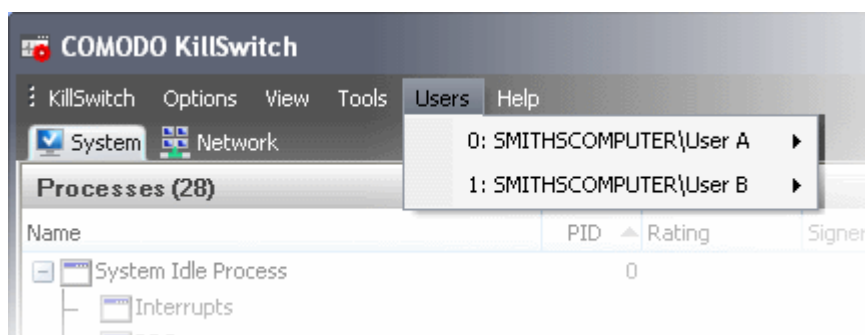 COMODO KillSwitch
KillSwitch Options View Tools Users Help
0: SMITHSCOMPUTER\User A
System Network
1: SMITHSCOMPUTER\User B
Processes (28)
Name PID Rating Signer
System Idle Process 0
Interrupts